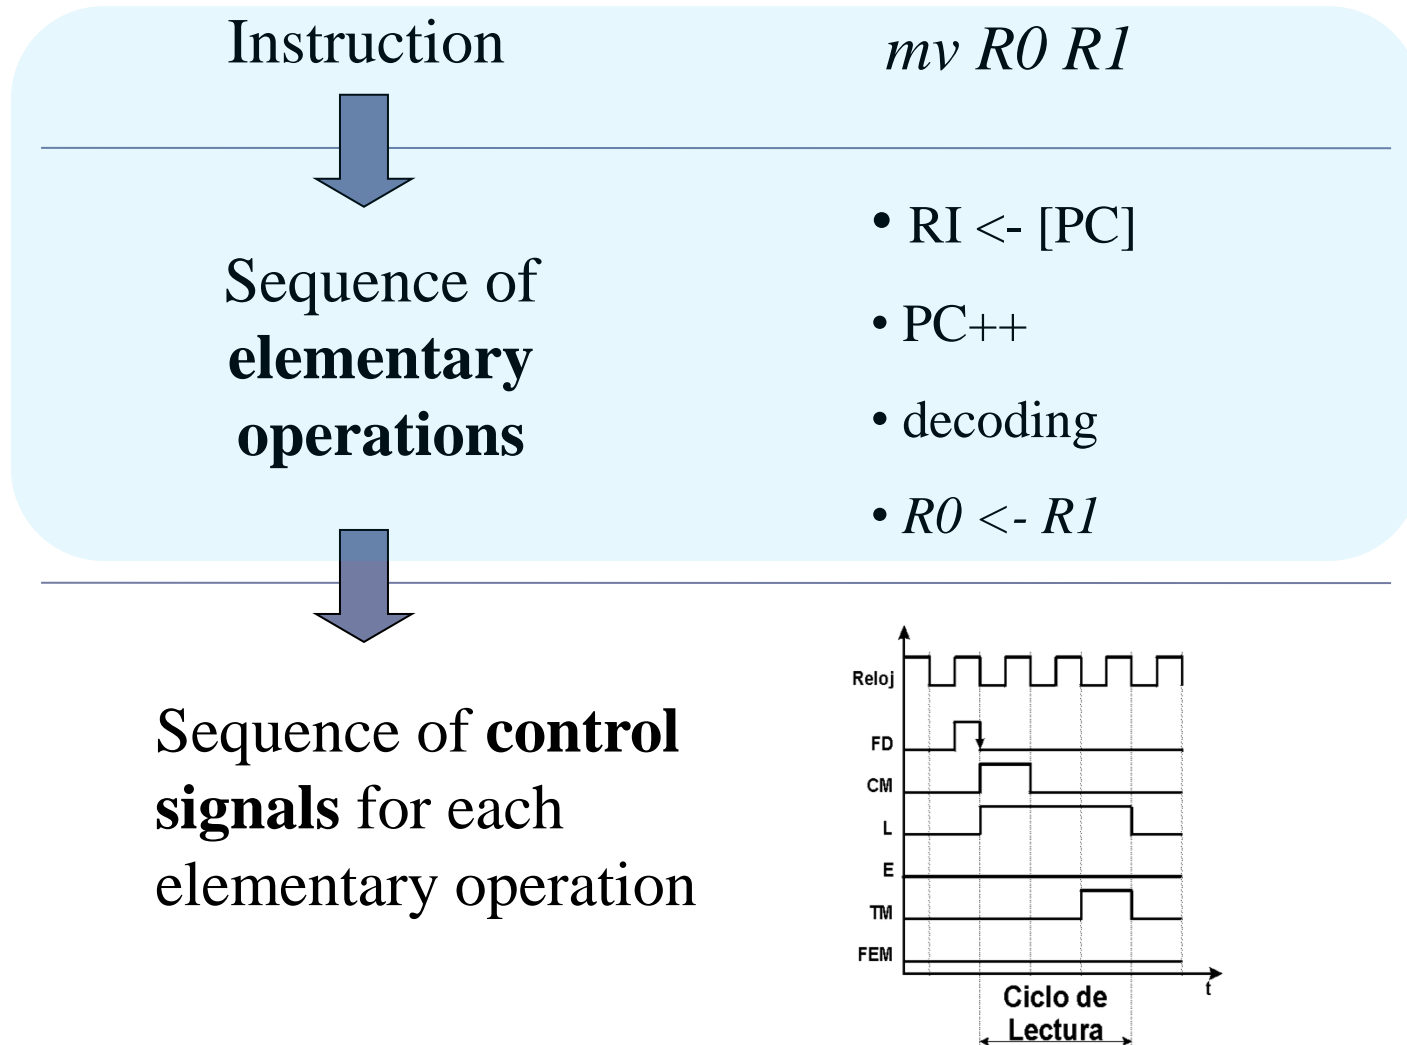 Instruction
mv R0 R1
Sequence of
elementary
operations
• RI <- [PC]
• PC++
• decoding
• R0 <- R1
Sequence of control
signals for each
elementary operation
Reloj
FD
CM
L
E
TM
FEM
t
Ciclo de
Lectura